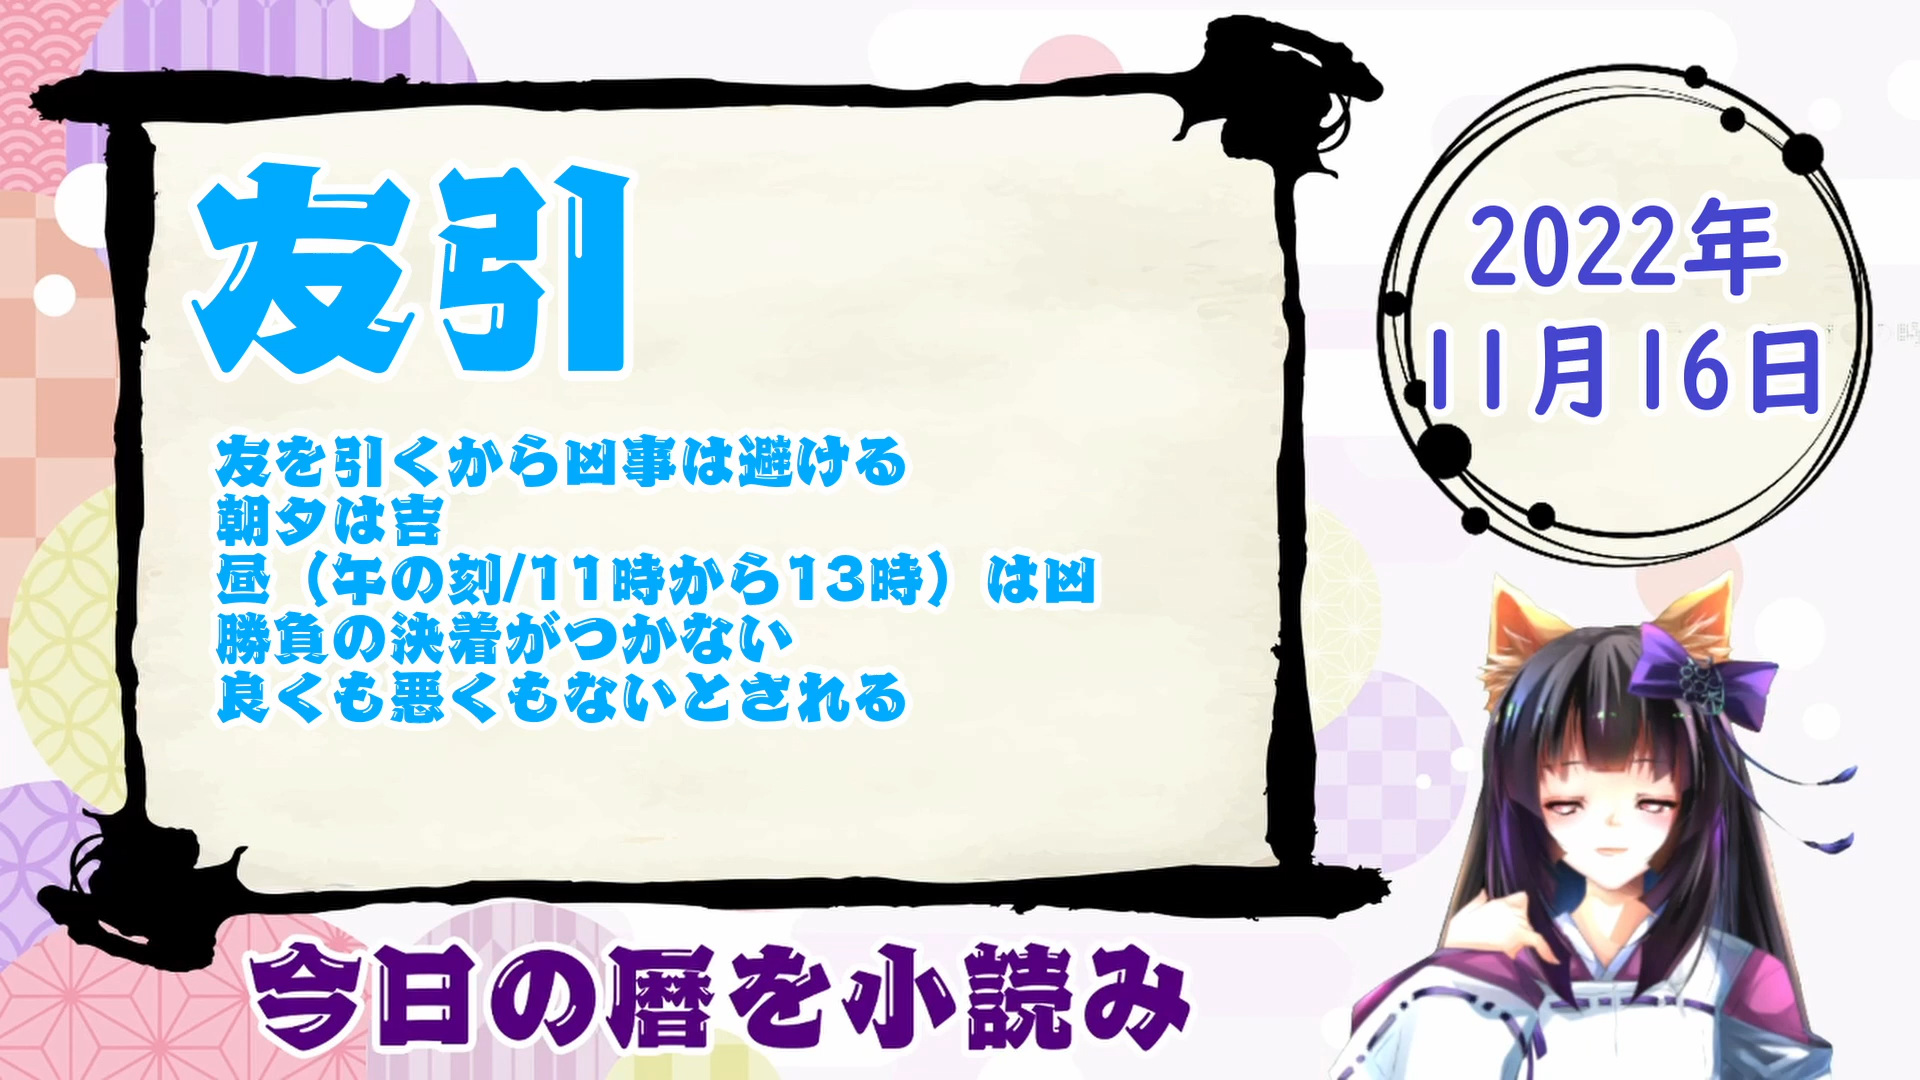 友引
友を引くから凶事は避ける
朝夕は吉
昼（午の刻/11時から13時）は凶
勝負の決着がつかない
良くも悪くもないとされる
2022年
11月16日
今日の暦を小読み